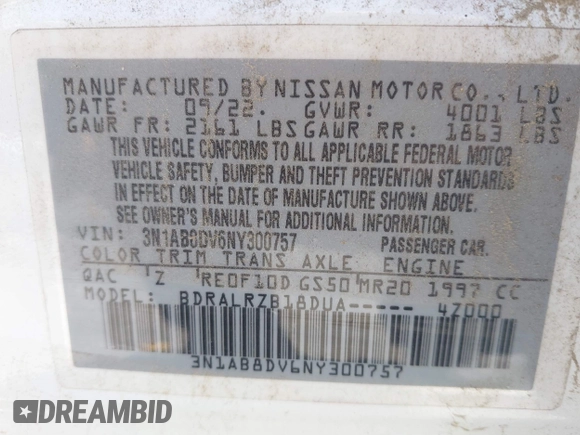 MANUFACTURED BY NISSAN MOTOR CO., LTD.
DATE: 09/22. GVWR: 4001 LBS
GAWR FR: 2161 LBS GAWR RR: 1863 LBS
THIS VEHICLE CONFORMS TO ALL APPLICABLE FEDERAL MOTOR
VEHICLE SAFETY, BUMPER AND THEFT PREVENTION STANDARDS
IN EFFECT ON THE DATE OF MANUFACTURE SHOWN ABOVE.
SEE OWNER'S MANUAL FOR ADDITIONAL INFORMATION.
VIN: 3N1AB8DV6NY300757 PASSENGER CAR.
COLOR TRIM TRANS AXLE ENGINE
QAC Z RE0F10D GS50 MR20 1997 CC
MODEL: BDRALRZB18DUA----- 4Z000
3N1AB8DV6NY300757
DREAMBID